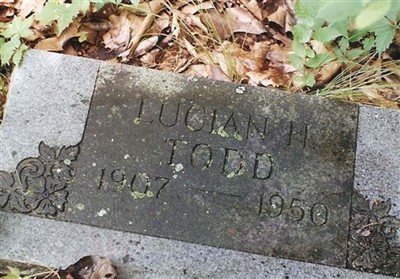 LUCIAN H
TODD
1907 — 1950